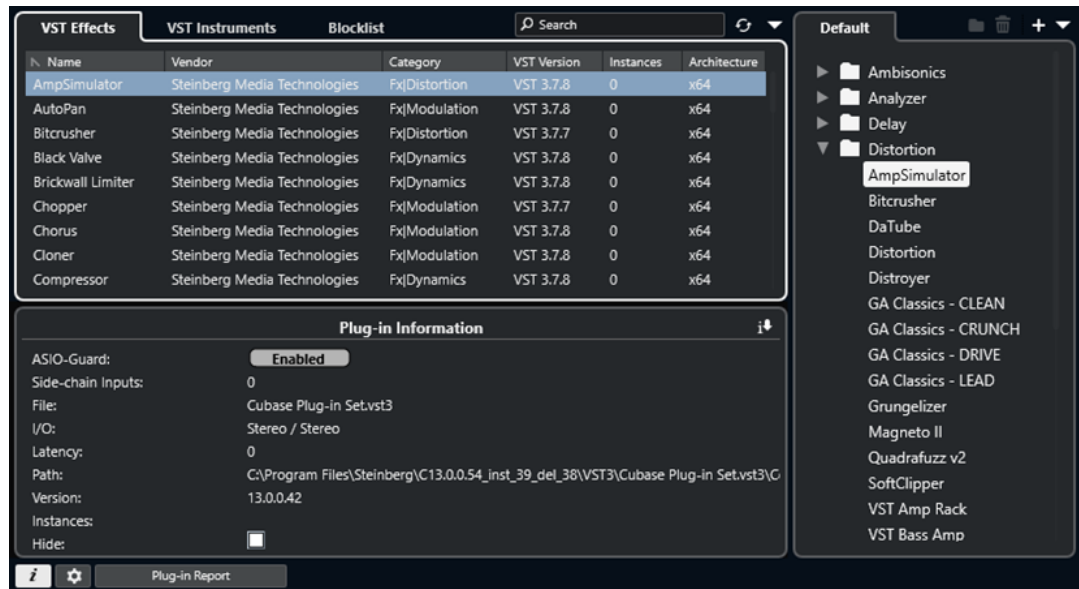 VST Effects VST Instruments Blocklist Search
Name Vendor Category VST Version Instances Architecture
AmpSimulator Steinberg Media Technologies Fx|Distortion VST 3.7.8 0 x64
AutoPan Steinberg Media Technologies Fx|Modulation VST 3.7.8 0 x64
Bitcrusher Steinberg Media Technologies Fx|Distortion VST 3.7.7 0 x64
Black Valve Steinberg Media Technologies Fx|Dynamics VST 3.7.8 0 x64
Brickwall Limiter Steinberg Media Technologies Fx|Dynamics VST 3.7.8 0 x64
Chopper Steinberg Media Technologies Fx|Modulation VST 3.7.7 0 x64
Chorus Steinberg Media Technologies Fx|Modulation VST 3.7.8 0 x64
Cloner Steinberg Media Technologies Fx|Modulation VST 3.7.8 0 x64
Compressor Steinberg Media Technologies Fx|Dynamics VST 3.7.8 0 x64
Plug-in Information
ASIO-Guard: Enabled
Side-chain Inputs: 0
File: Cubase Plug-in Set.vst3
I/O: Stereo / Stereo
Latency: 0
Path: C:\Program Files\Steinberg\C13.0.0.54_inst_39_del_38\VST3\Cubase Plug-in Set.vst3\C
Version: 13.0.0.42
Instances:
Hide:
i Plug-in Report
Default
Ambisonics
Analyzer
Delay
Distortion
AmpSimulator
Bitcrusher
DaTube
Distortion
Distroyer
GA Classics - CLEAN
GA Classics - CRUNCH
GA Classics - DRIVE
GA Classics - LEAD
Grungelizer
Magneto II
Quadrafuzz v2
SoftClipper
VST Amp Rack
VST Bass Amp